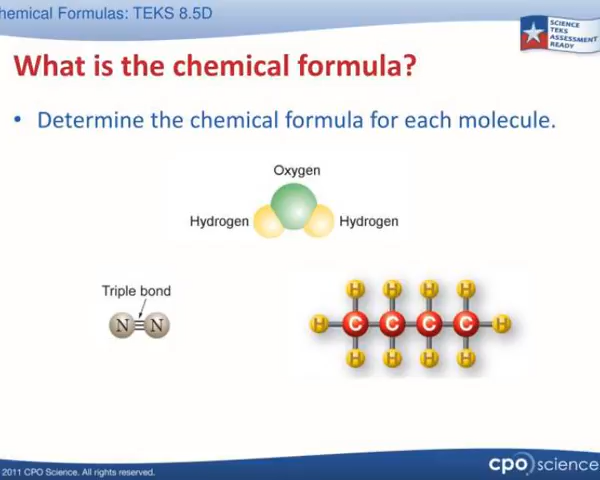 hemical Formulas: TEKS 8.5D
SCIENCE
TEKS
ASSESSMENT
READY
What is the chemical formula?
• Determine the chemical formula for each molecule.
Oxygen
Hydrogen
Hydrogen
Triple bond
N≡N
H H H H
H C C C C H
H H H H
2011 CPO Science. All rights reserved.
cpo science